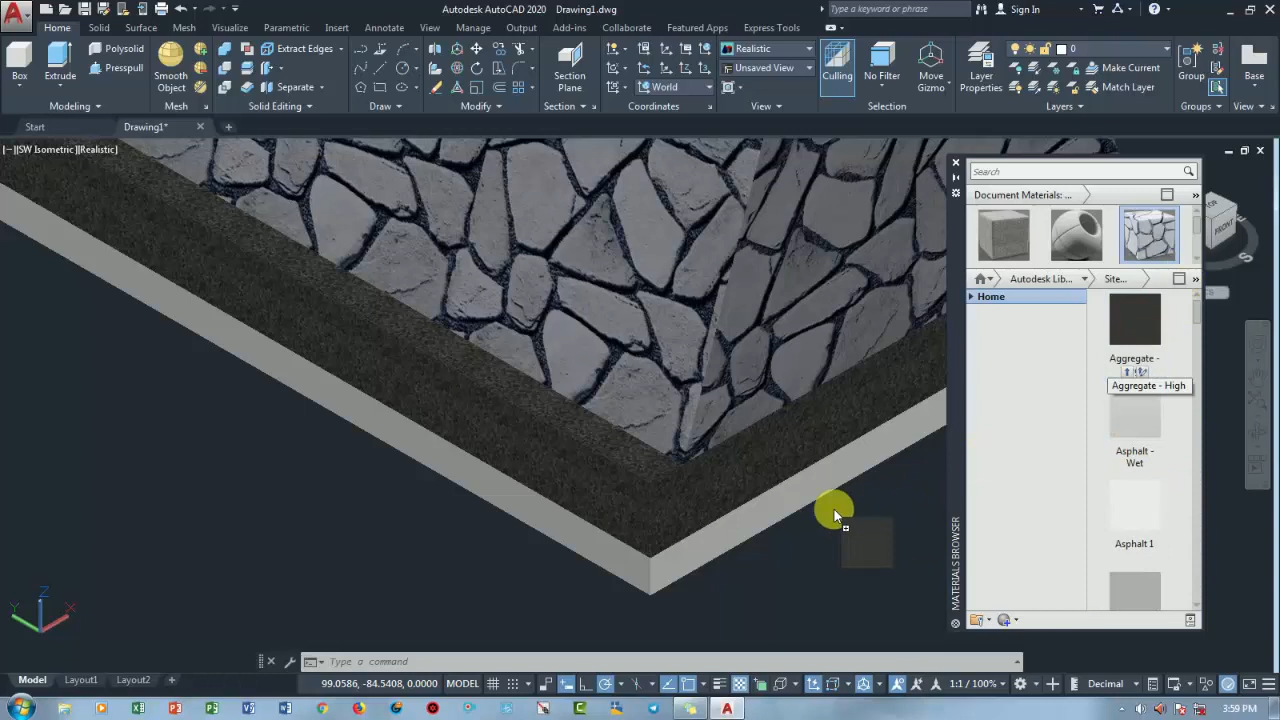 Autodesk AutoCAD 2020 Drawing1.dwg
Type a keyword or phrase
Sign In
Home Solid Surface Mesh Visualize Parametric Insert Annotate View Manage Output Add-ins Collaborate Featured Apps Express Tools
Box
Extrude
Polysolid
Presspull
Smooth
Object
Extract Edges
Separate
Section
Plane
World
Realistic
Unsaved View
Culling
No Filter
Move
Gizmo
Layer
Properties
0
Make Current
Match Layer
Group
Base
Modeling Mesh Solid Editing Draw Modify Section Coordinates View Selection Layers Groups View
Start Drawing1*
[−][SW Isometric][Realistic]
Search
Document Materials: ...
Autodesk Lib... Site...
Home
Aggregate -
Aggregate - High
Asphalt -
Wet
Asphalt 1
MATERIALS BROWSER
TOP
FRONT
S
Z
Y X
Type a command
Model Layout1 Layout2
99.0586, -84.5408, 0.0000 MODEL
1:1 / 100%
Decimal
3:59 PM